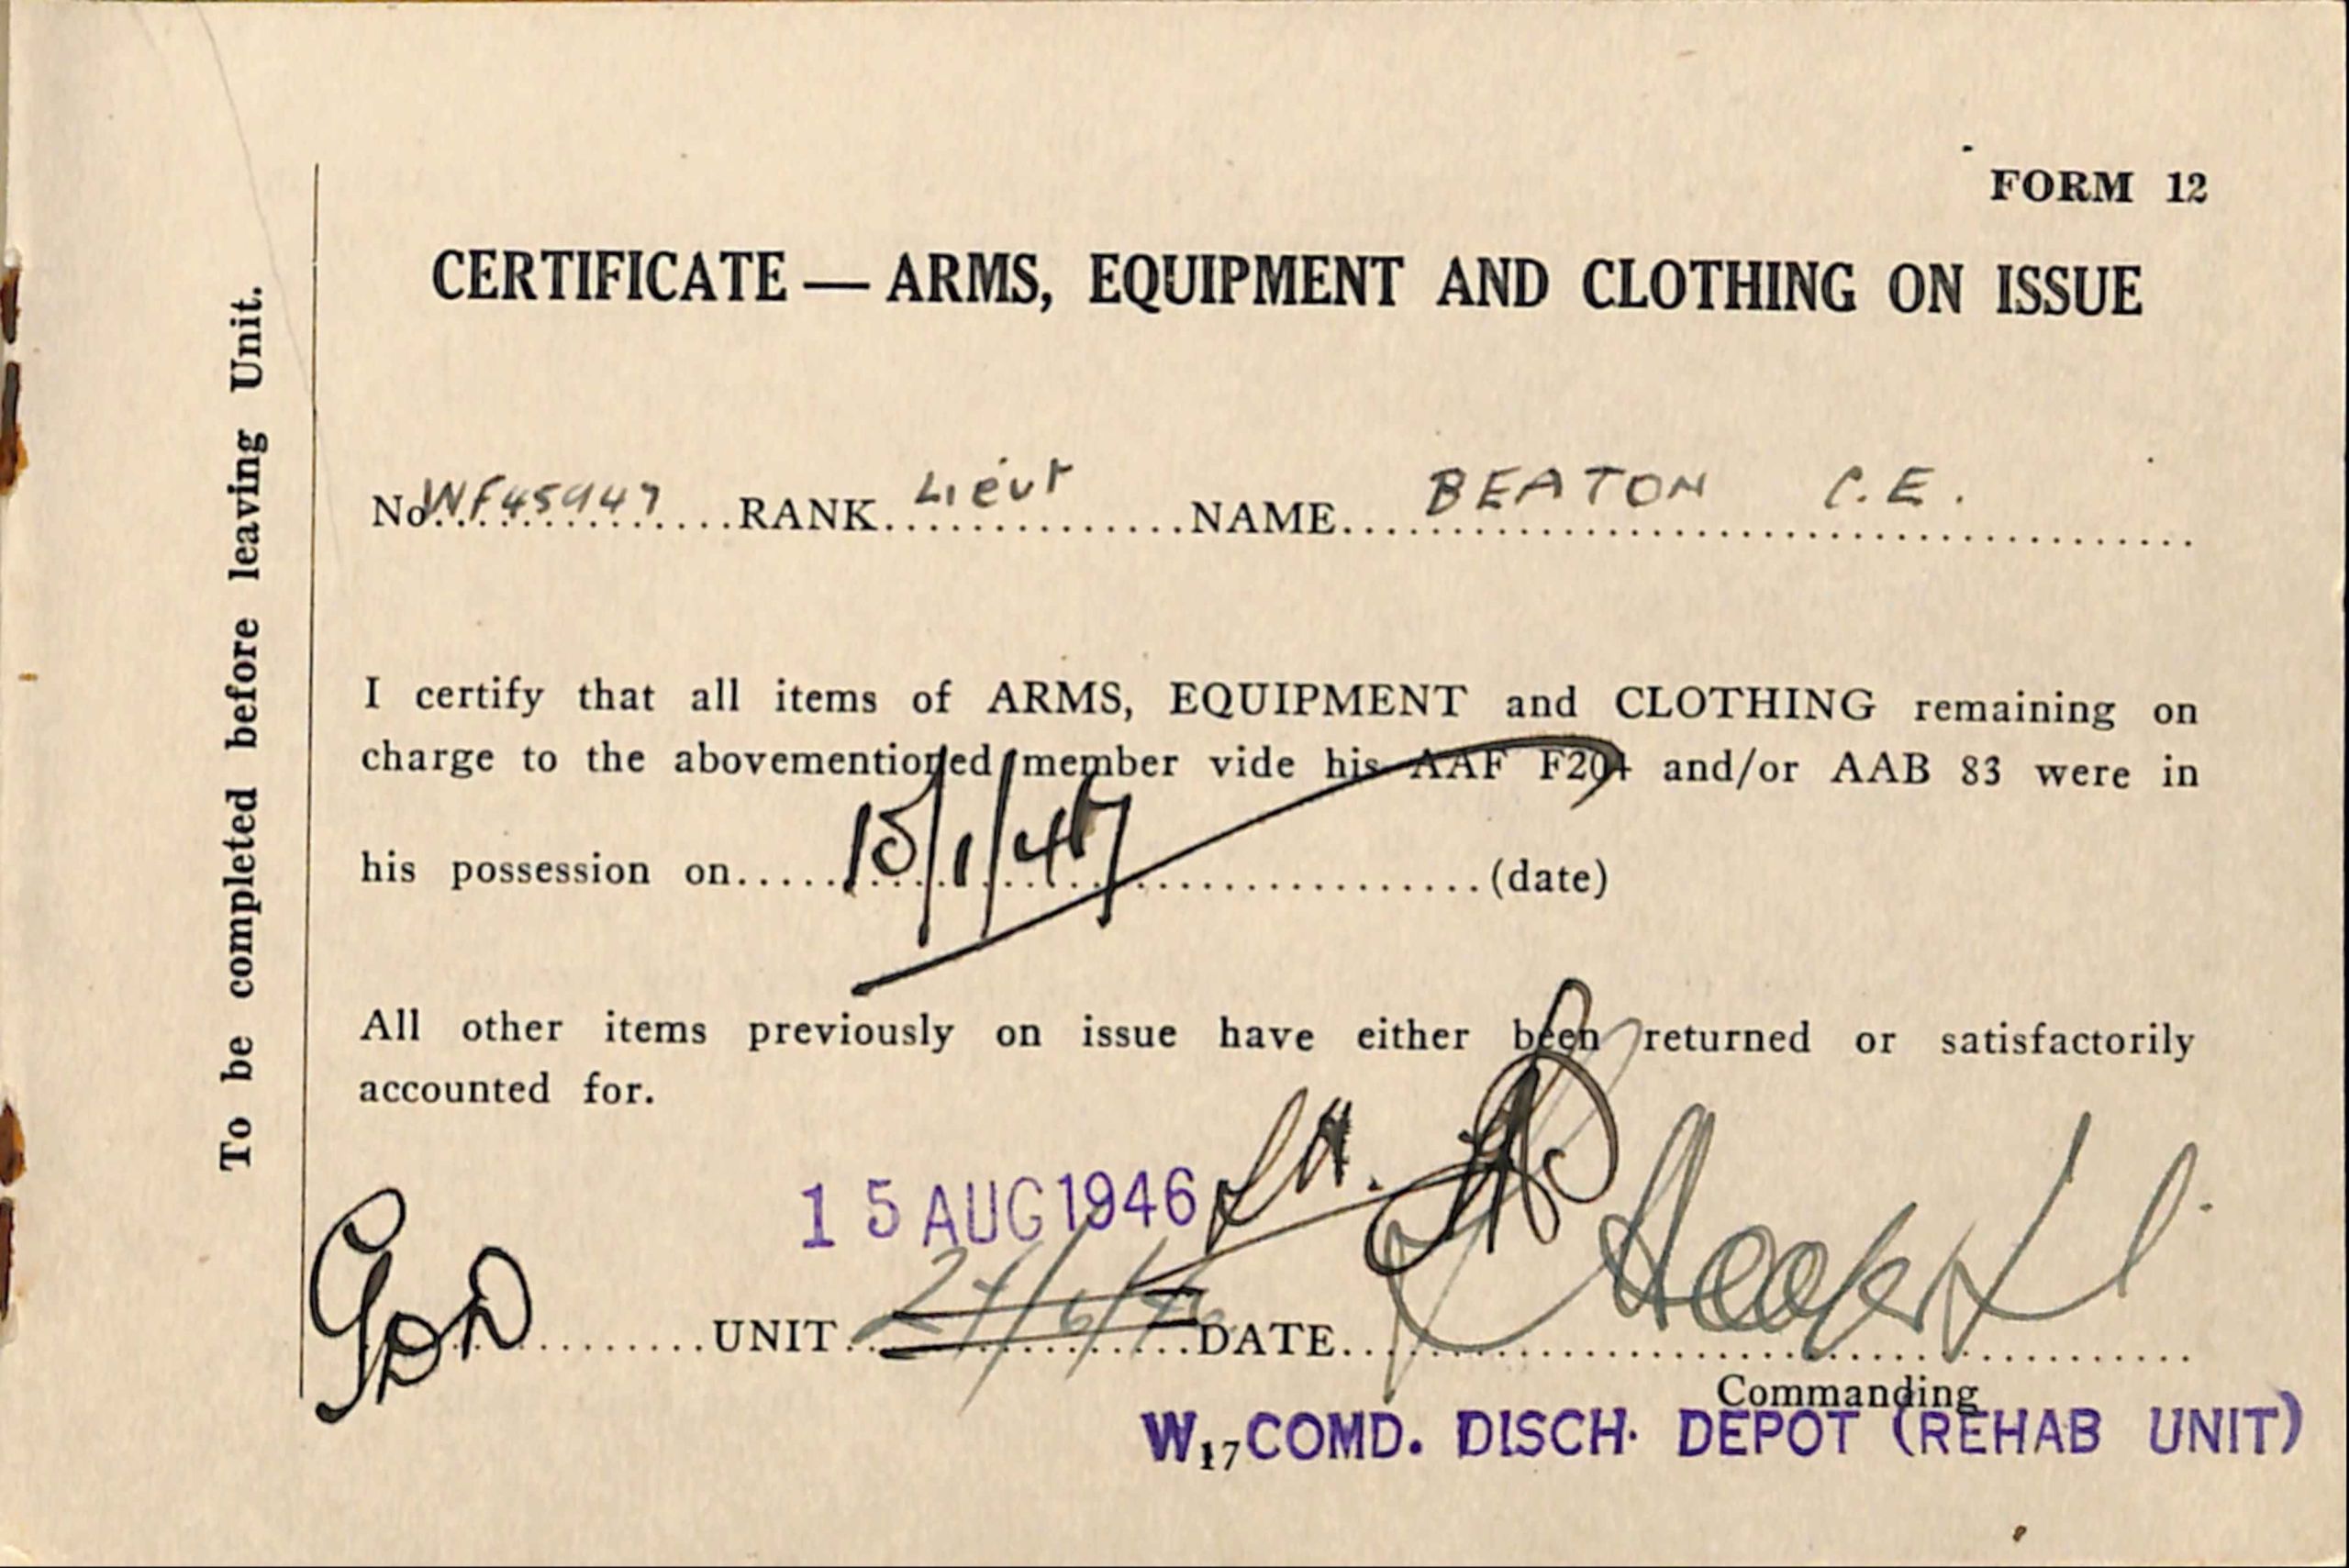 FORM 12
CERTIFICATE — ARMS, EQUIPMENT AND CLOTHING ON ISSUE
To be completed before leaving Unit.
No. WF45947 RANK Lieut NAME BEATON C.E.
I certify that all items of ARMS, EQUIPMENT and CLOTHING remaining on
charge to the abovementioned member vide his AAF F20+ and/or AAB 83 were in
his possession on 15/1/47 (date)
All other items previously on issue have either been returned or satisfactorily
accounted for.
15 AUG 1946
GDD UNIT 27/6/46 DATE
Commanding
17
W. COMD. DISCH. DEPOT (REHAB UNIT)